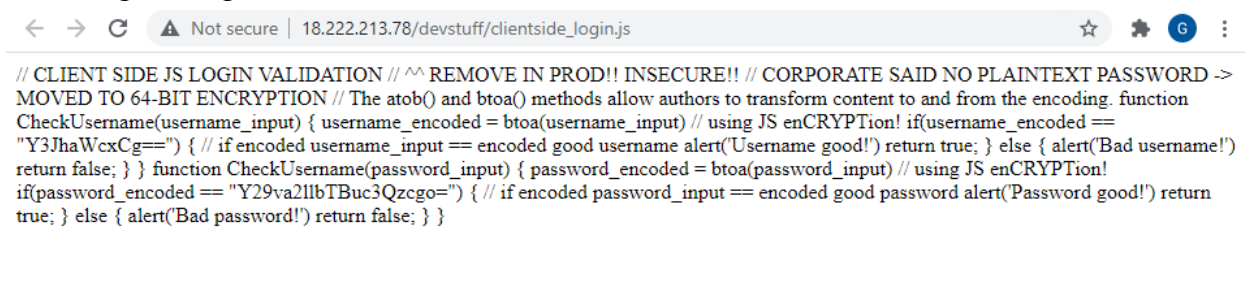 Not secure | 18.222.213.78/devstuff/clientside_login.js
G
// CLIENT SIDE JS LOGIN VALIDATION // ^^ REMOVE IN PROD!! INSECURE!! // CORPORATE SAID NO PLAINTEXT PASSWORD ->
MOVED TO 64-BIT ENCRYPTION // The atob() and btoa() methods allow authors to transform content to and from the encoding. function
CheckUsername(username_input) { username_encoded = btoa(username_input) // using JS enCRYPTion! if(username_encoded ==
"Y3JhaWcxCg==") { // if encoded username_input == encoded good username alert('Username good!') return true; } else { alert('Bad username!')
return false; } } function CheckUsername(password_input) { password_encoded = btoa(password_input) // using JS enCRYPTion!
if(password_encoded == "Y29va2llbTBuc3Qzcgo=") { // if encoded password_input == encoded good password alert('Password good!') return
true; } else { alert('Bad password!') return false; } }